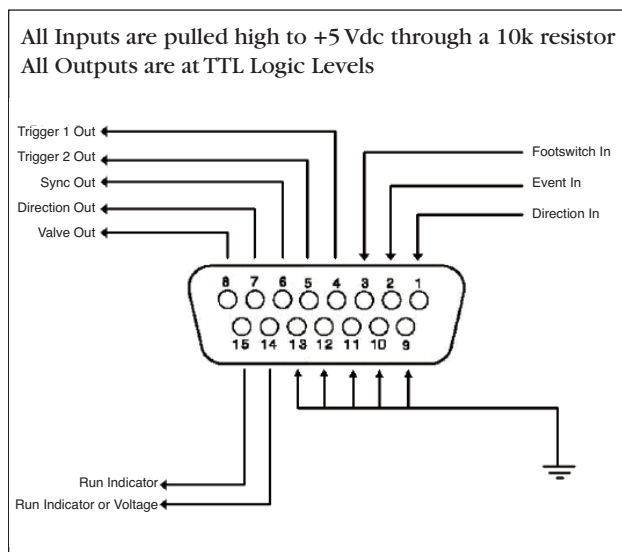 All Inputs are pulled high to +5 Vdc through a 10k resistor
All Outputs are at TTL Logic Levels
Trigger 1 Out
Trigger 2 Out
Sync Out
Direction Out
Valve Out
Footswitch In
Event In
Direction In
8 7 6 5 4 3 2 1
15 14 13 12 11 10 9
Run Indicator
Run Indicator or Voltage